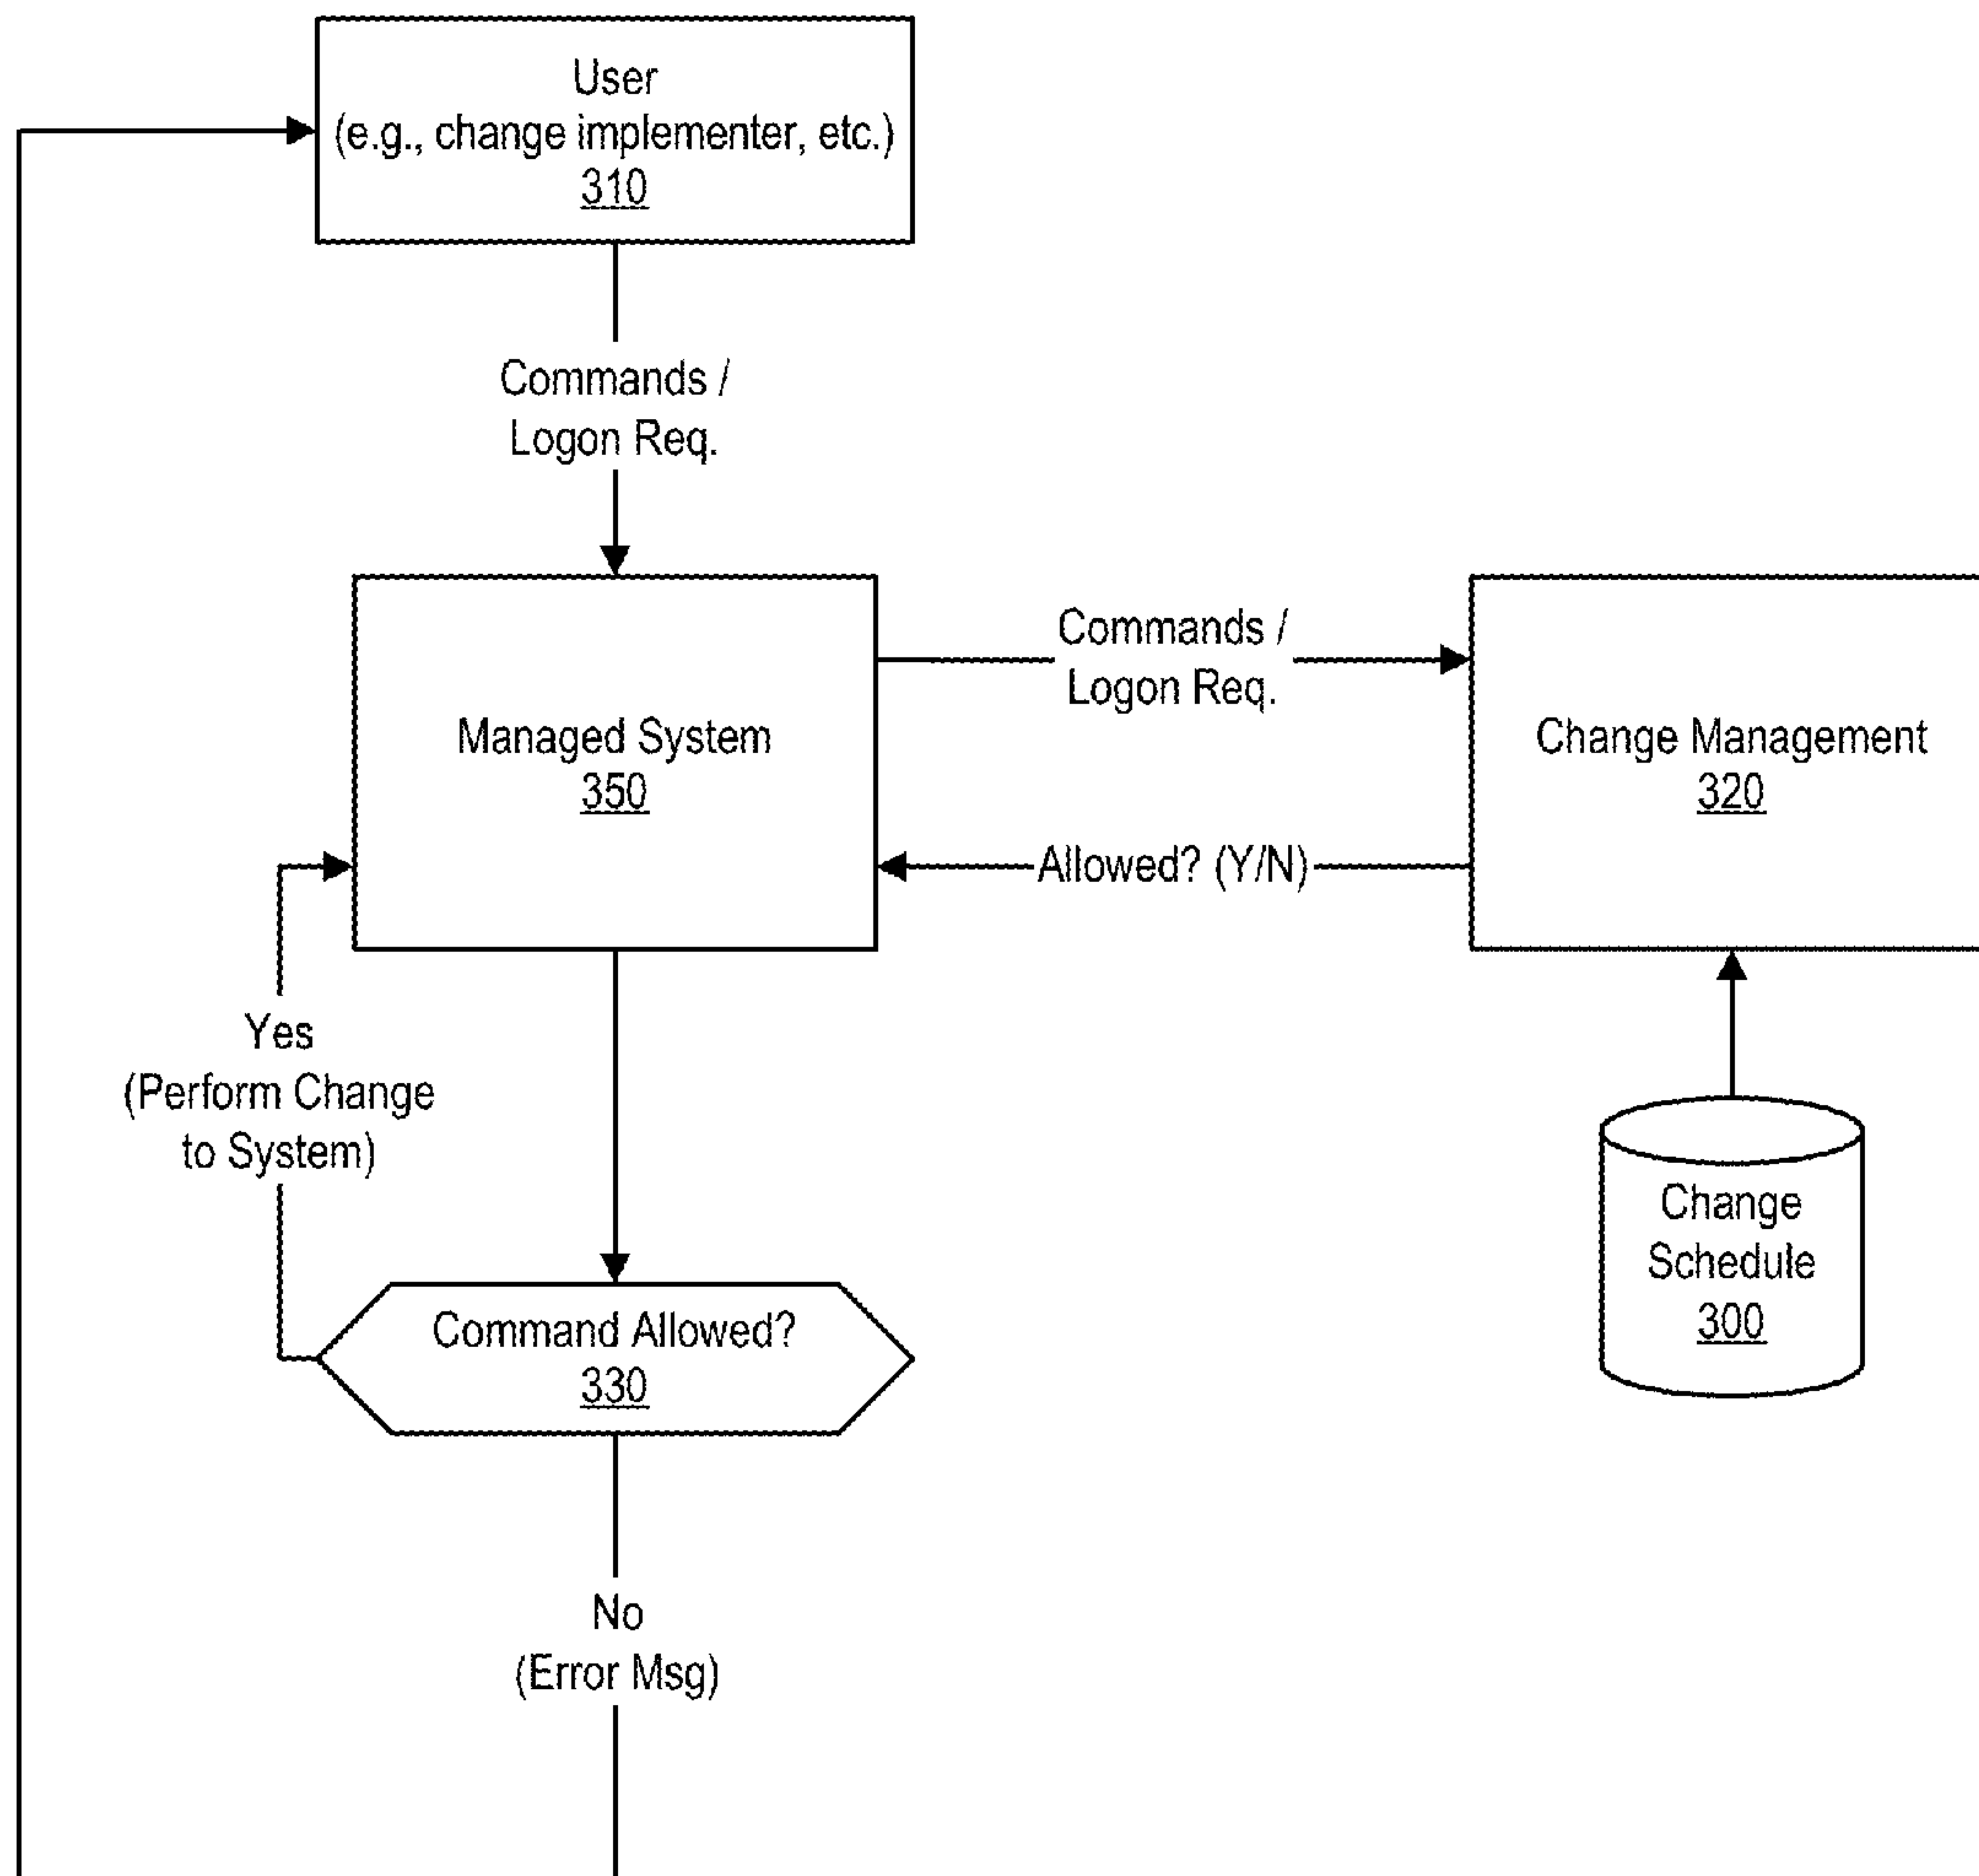 User
(e.g., change implementer, etc.)
310
Commands /
Logon Req.
Commands /
Logon Req.
Managed System
350
Change Management
320
Allowed? (Y/N)
Yes
(Perform Change
to System)
Change
Schedule
300
Command Allowed?
330
No
(Error Msg)